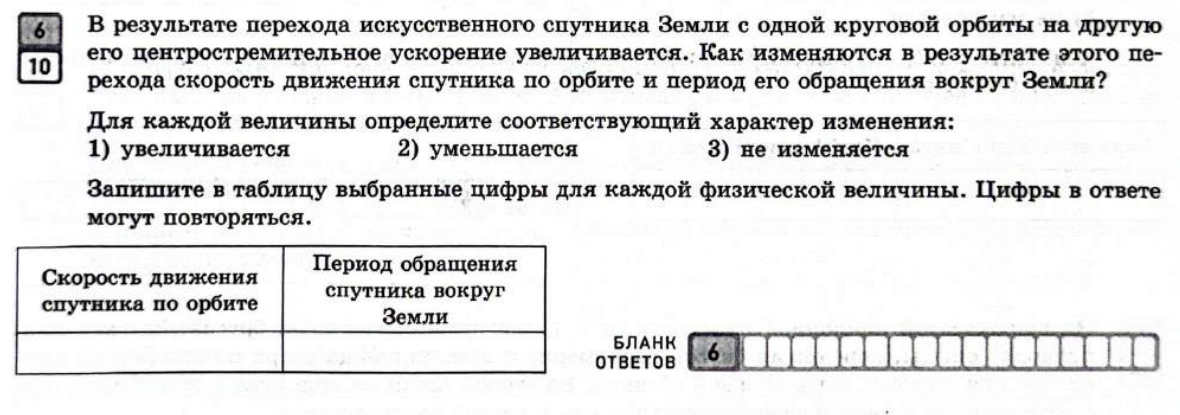 6
10
В результате перехода искусственного спутника Земли с одной круговой орбиты на другую
его центростремительное ускорение увеличивается. Как изменяются в результате этого пе-
рехода скорость движения спутника по орбите и период его обращения вокруг Земли?
Для каждой величины определите соответствующий характер изменения:
1) увеличивается 2) уменьшается 3) не изменяется
Запишите в таблицу выбранные цифры для каждой физической величины. Цифры в ответе
могут повторяться.
Скорость движения
спутника по орбите
Период обращения
спутника вокруг
Земли
БЛАНК
ОТВЕТОВ
6